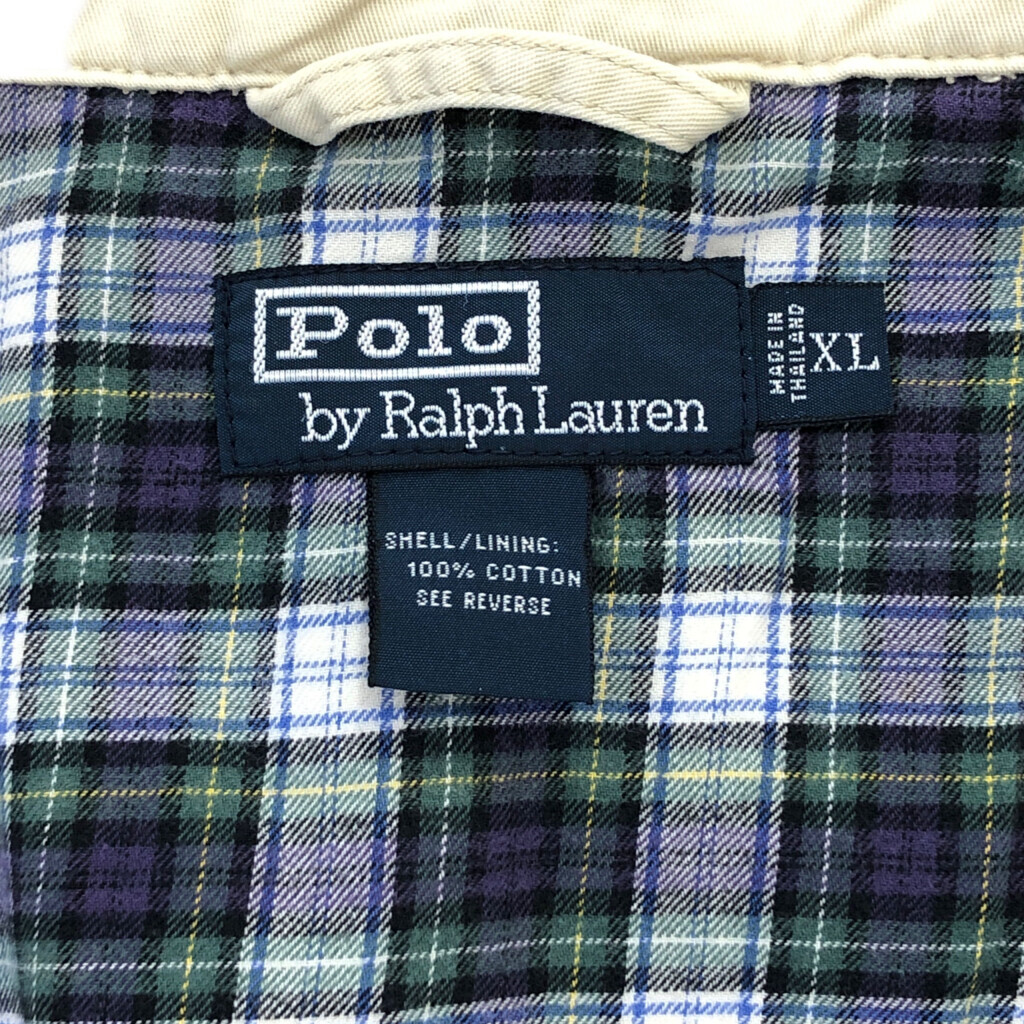 Polo
by Ralph Lauren
MADE IN
THAILAND
XL
SHELL/LINING:
100% COTTON
SEE REVERSE